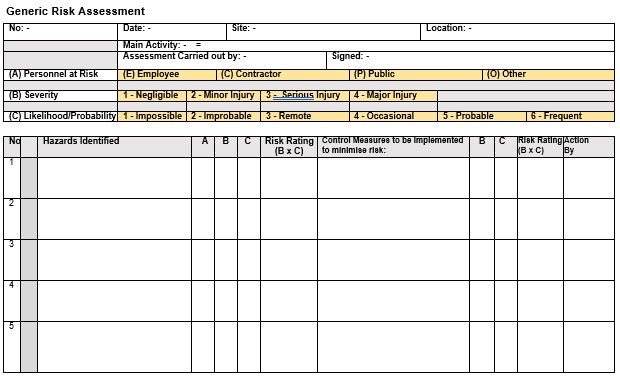 Generic Risk Assessment
No: - Date: - Site: - Location: -
Main Activity: - =
Assessment Carried out by: - Signed: -
(A) Personnel at Risk (E) Employee (C) Contractor (P) Public (O) Other
(B) Severity 1 - Negligible 2 - Minor Injury 3 - Serious Injury 4 - Major Injury
(C) Likelihood/Probability 1 - Impossible 2 - Improbable 3 - Remote 4 - Occasional 5 - Probable 6 - Frequent
No Hazards Identified A B C Risk Rating Control Measures to be implemented B C Risk Rating Action
(B x C) to minimise risk: (B x C) By
1
2
3
4
5